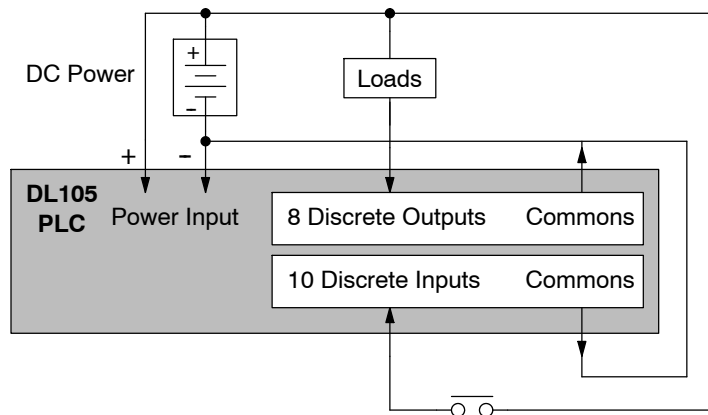 +
DC Power
Loads
-
+
-
DL105
PLC
Power Input
8 Discrete Outputs
Commons
10 Discrete Inputs
Commons